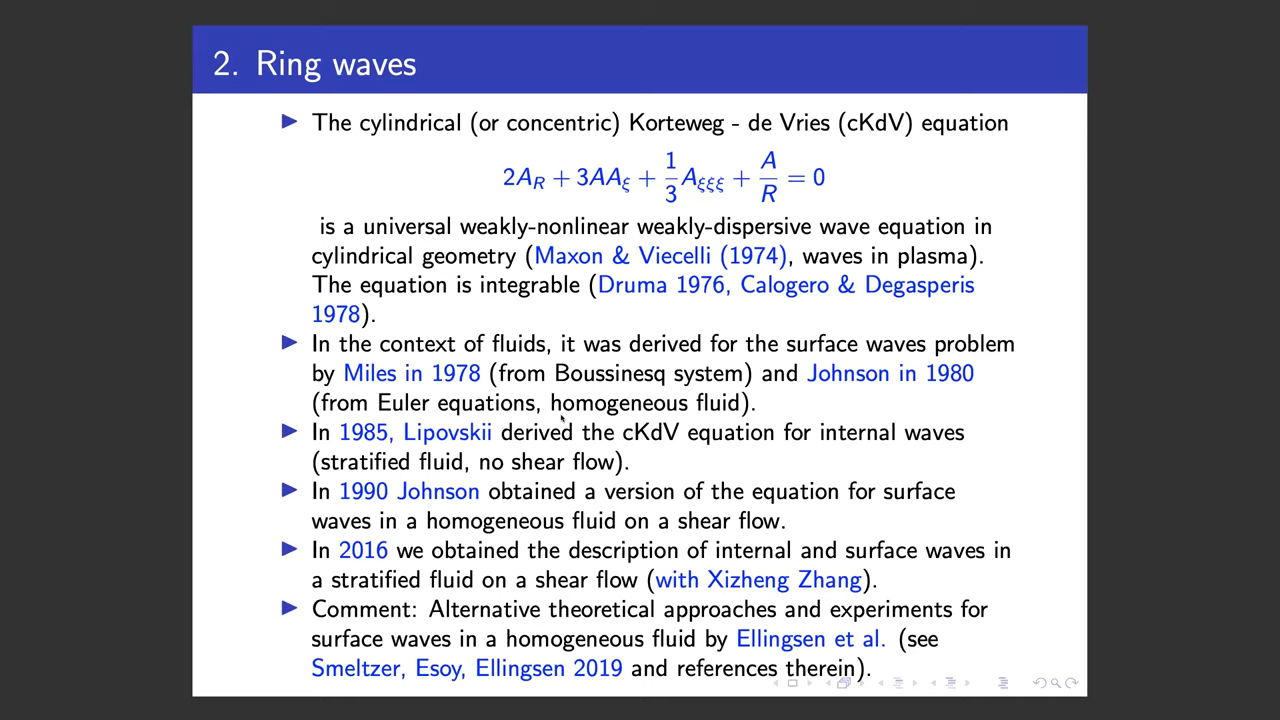 2. Ring waves
The cylindrical (or concentric) Korteweg - de Vries (cKdV) equation
2A_R + 3AA_ξ + 1/3 A_ξξξ + A/R = 0
is a universal weakly-nonlinear weakly-dispersive wave equation in
cylindrical geometry (Maxon & Viecelli (1974), waves in plasma).
The equation is integrable (Druma 1976, Calogero & Degasperis
1978).
In the context of fluids, it was derived for the surface waves problem
by Miles in 1978 (from Boussinesq system) and Johnson in 1980
(from Euler equations, homogeneous fluid).
In 1985, Lipovskii derived the cKdV equation for internal waves
(stratified fluid, no shear flow).
In 1990 Johnson obtained a version of the equation for surface
waves in a homogeneous fluid on a shear flow.
In 2016 we obtained the description of internal and surface waves in
a stratified fluid on a shear flow (with Xizheng Zhang).
Comment: Alternative theoretical approaches and experiments for
surface waves in a homogeneous fluid by Ellingsen et al. (see
Smeltzer, Esoy, Ellingsen 2019 and references therein).